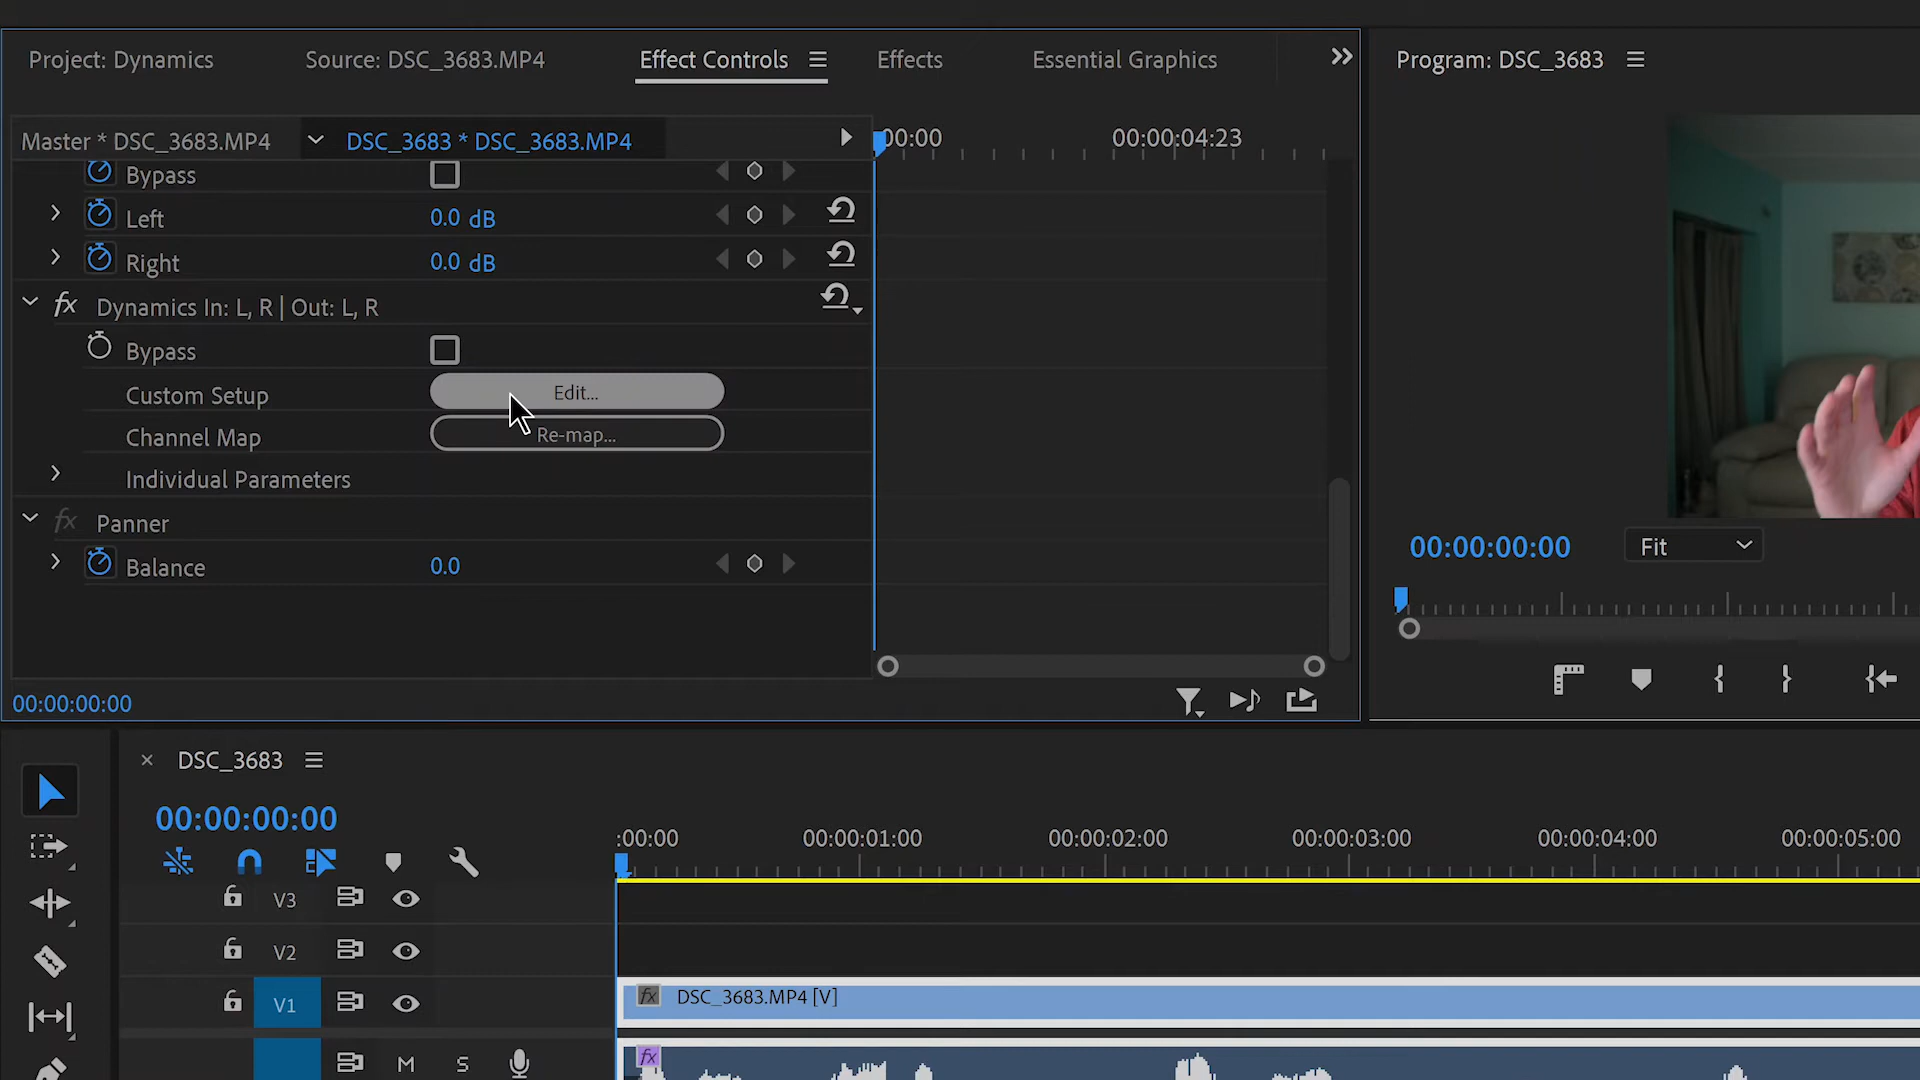 Project: Dynamics
Source: DSC_3683.MP4
Effect Controls
Effects
Essential Graphics
Program: DSC_3683
Master * DSC_3683.MP4
DSC_3683 * DSC_3683.MP4
:00:00
00:00:04:23
Bypass
Left
0.0 dB
Right
0.0 dB
fx Dynamics In: L, R | Out: L, R
Bypass
Custom Setup
Edit...
Channel Map
Re-map...
Individual Parameters
fx Panner
Balance
0.0
00:00:00:00
Fit
00:00:00:00
DSC_3683
00:00:00:00
:00:00
00:00:01:00
00:00:02:00
00:00:03:00
00:00:04:00
00:00:05:00
V3
V2
V1
fx DSC_3683.MP4 [V]
M S
fx